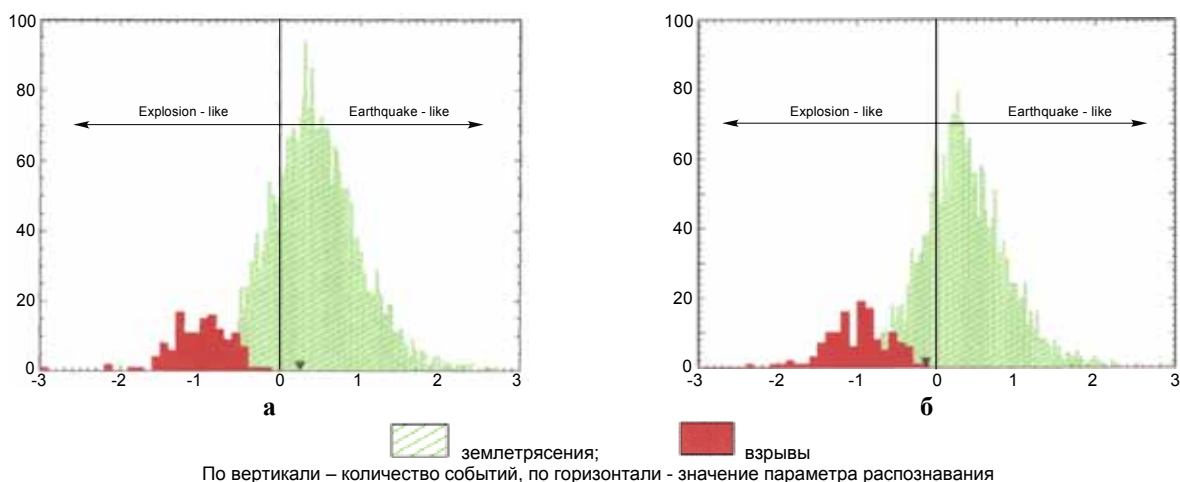 100
80
60
40
20
0
-3 -2 -1 0 1 2 3
Explosion - like Earthquake - like
а
100
80
60
40
20
0
-3 -2 -1 0 1 2 3
Explosion - like Earthquake - like
б
землетрясения; взрывы
По вертикали – количество событий, по горизонтали - значение параметра распознавания